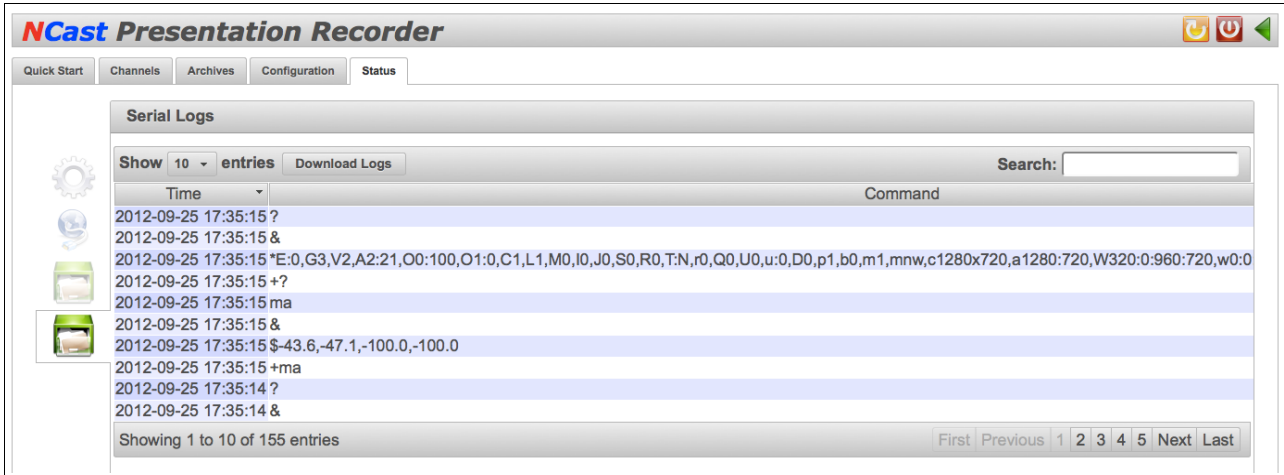 NCast Presentation Recorder
Quick Start Channels Archives Configuration Status
Serial Logs
Show 10 entries Download Logs Search:
Time Command
2012-09-25 17:35:15 ?
2012-09-25 17:35:15 &
2012-09-25 17:35:15 *E:0,G3,V2,A2:21,O0:100,O1:0,C1,L1,M0,I0,J0,S0,R0,T:N,r0,Q0,U0,u:0,D0,p1,b0,m1,mnw,c1280x720,a1280:720,W320:0:960:720,w0:0
2012-09-25 17:35:15 +?
2012-09-25 17:35:15 ma
2012-09-25 17:35:15 &
2012-09-25 17:35:15 $-43.6,-47.1,-100.0,-100.0
2012-09-25 17:35:15 +ma
2012-09-25 17:35:14 ?
2012-09-25 17:35:14 &
Showing 1 to 10 of 155 entries First Previous 1 2 3 4 5 Next Last